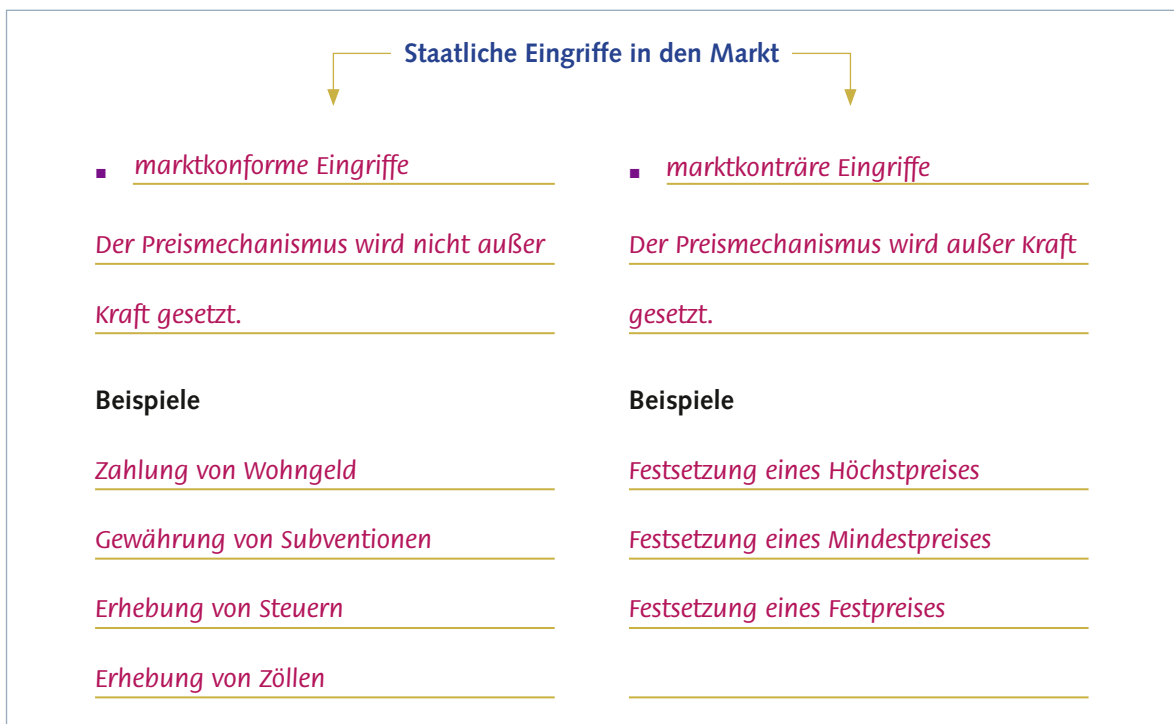 Staatliche Eingriffe in den Markt
marktkonforme Eingriffe
Der Preismechanismus wird nicht außer
Kraft gesetzt.
Beispiele
Zahlung von Wohngeld
Gewährung von Subventionen
Erhebung von Steuern
Erhebung von Zöllen
marktkonträre Eingriffe
Der Preismechanismus wird außer Kraft
gesetzt.
Beispiele
Festsetzung eines Höchstpreises
Festsetzung eines Mindestpreises
Festsetzung eines Festpreises